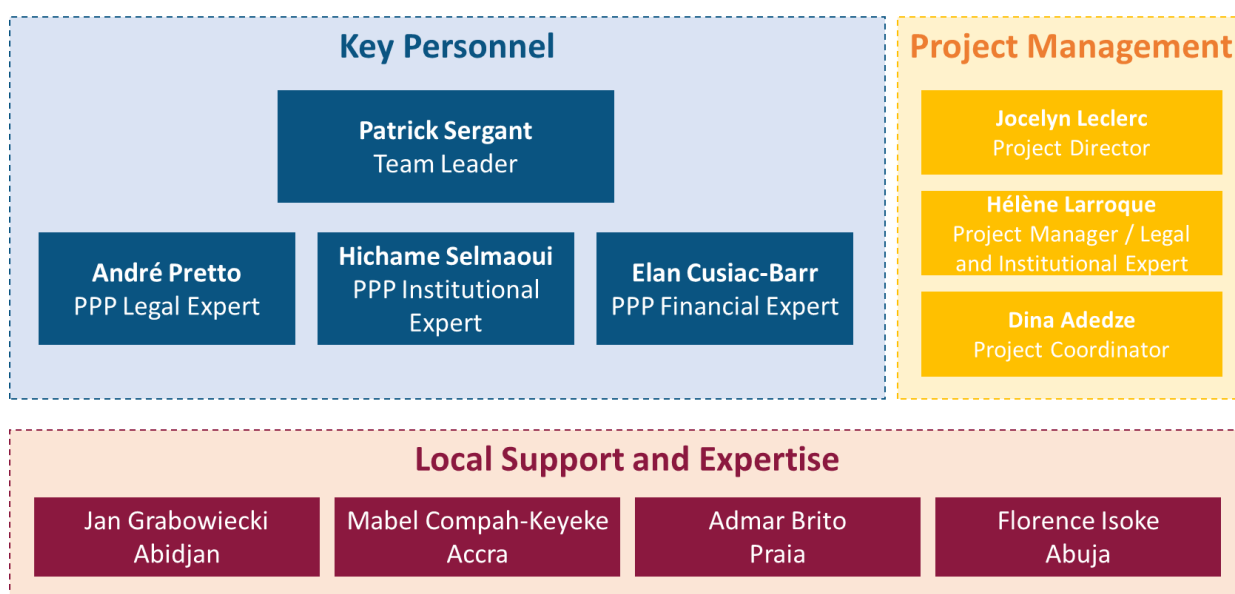 Key Personnel
Patrick Sergant
Team Leader
André Pretto
PPP Legal Expert
Hichame Selmaoui
PPP Institutional
Expert
Elan Cusiac-Barr
PPP Financial Expert
Project Management
Jocelyn Leclerc
Project Director
Hélène Larroque
Project Manager / Legal
and Institutional Expert
Dina Adedze
Project Coordinator
Local Support and Expertise
Jan Grabowiecki
Abidjan
Mabel Compah-Keyeke
Accra
Admar Brito
Praia
Florence Isoke
Abuja